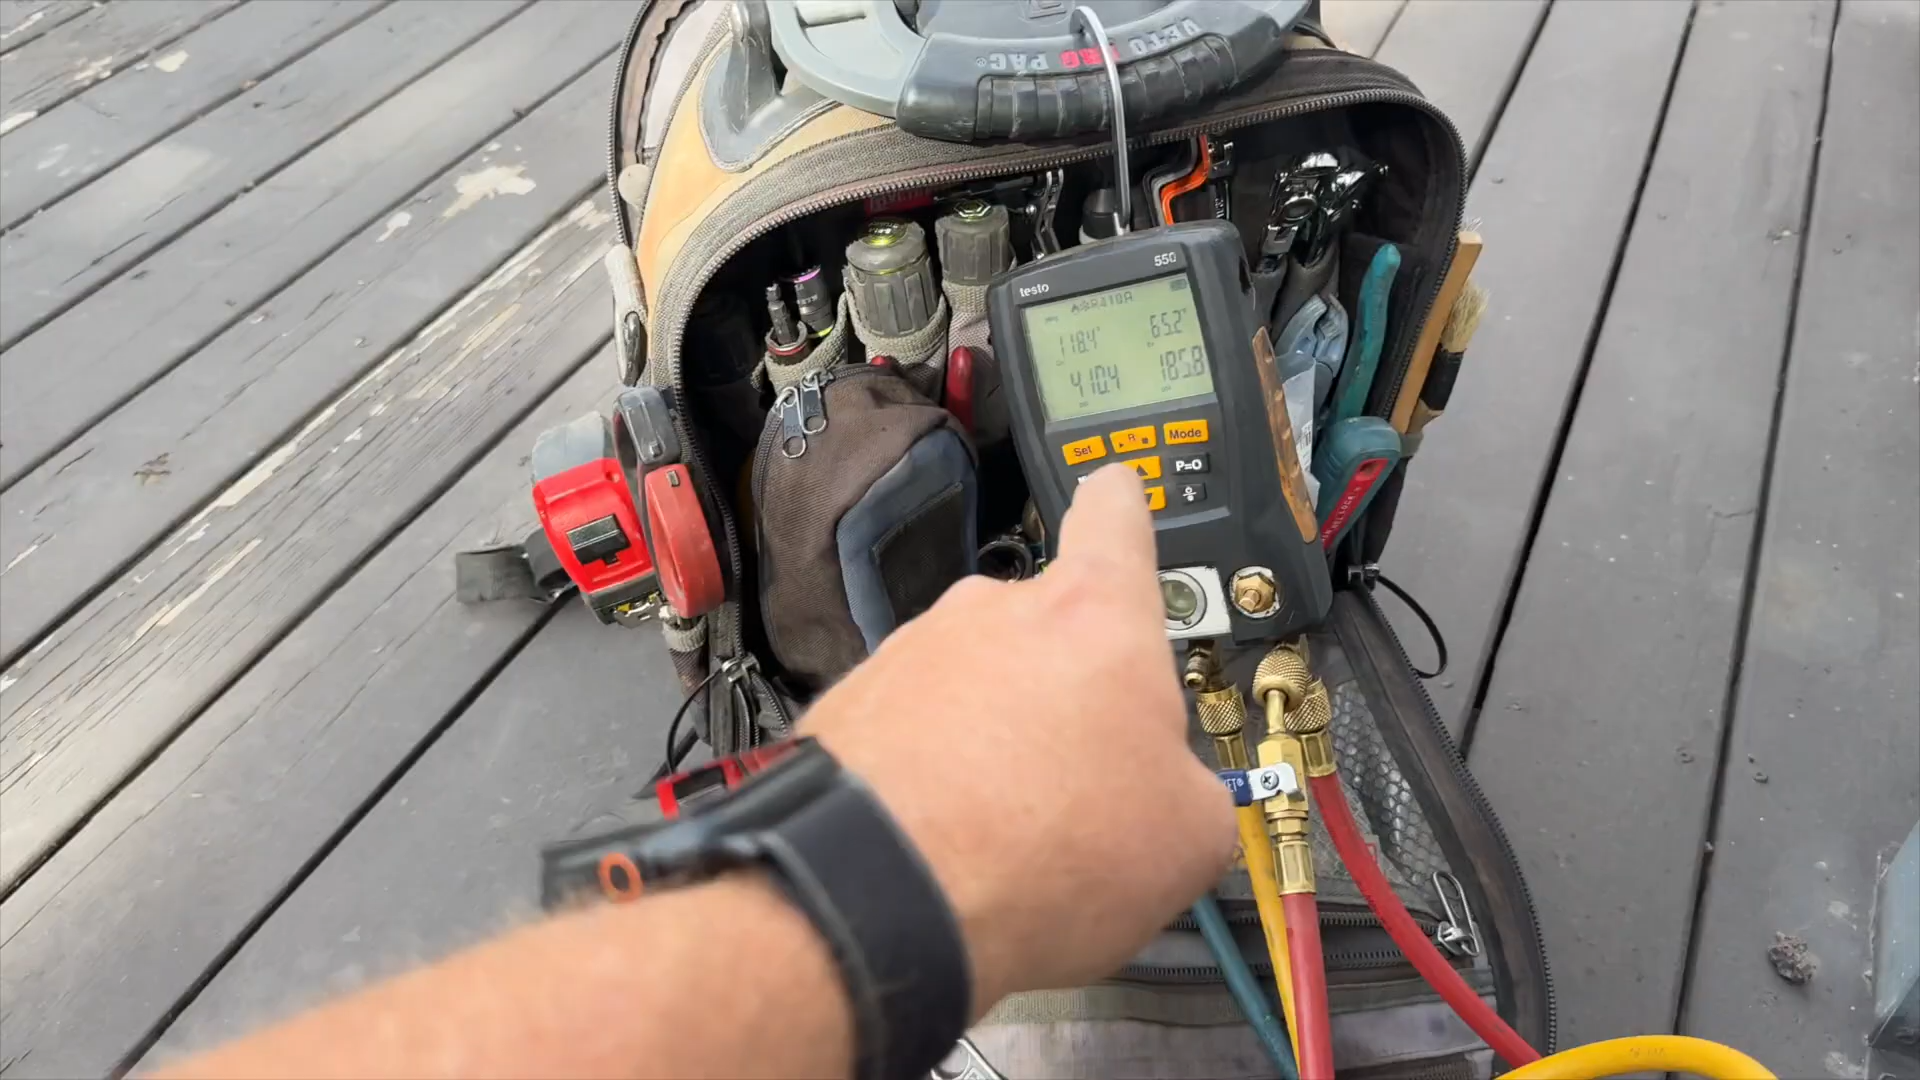 VETO PRO PAC®
testo
550
R410A
118.4°
65.2°
410.4
185.8
Set
R
Mode
P=0